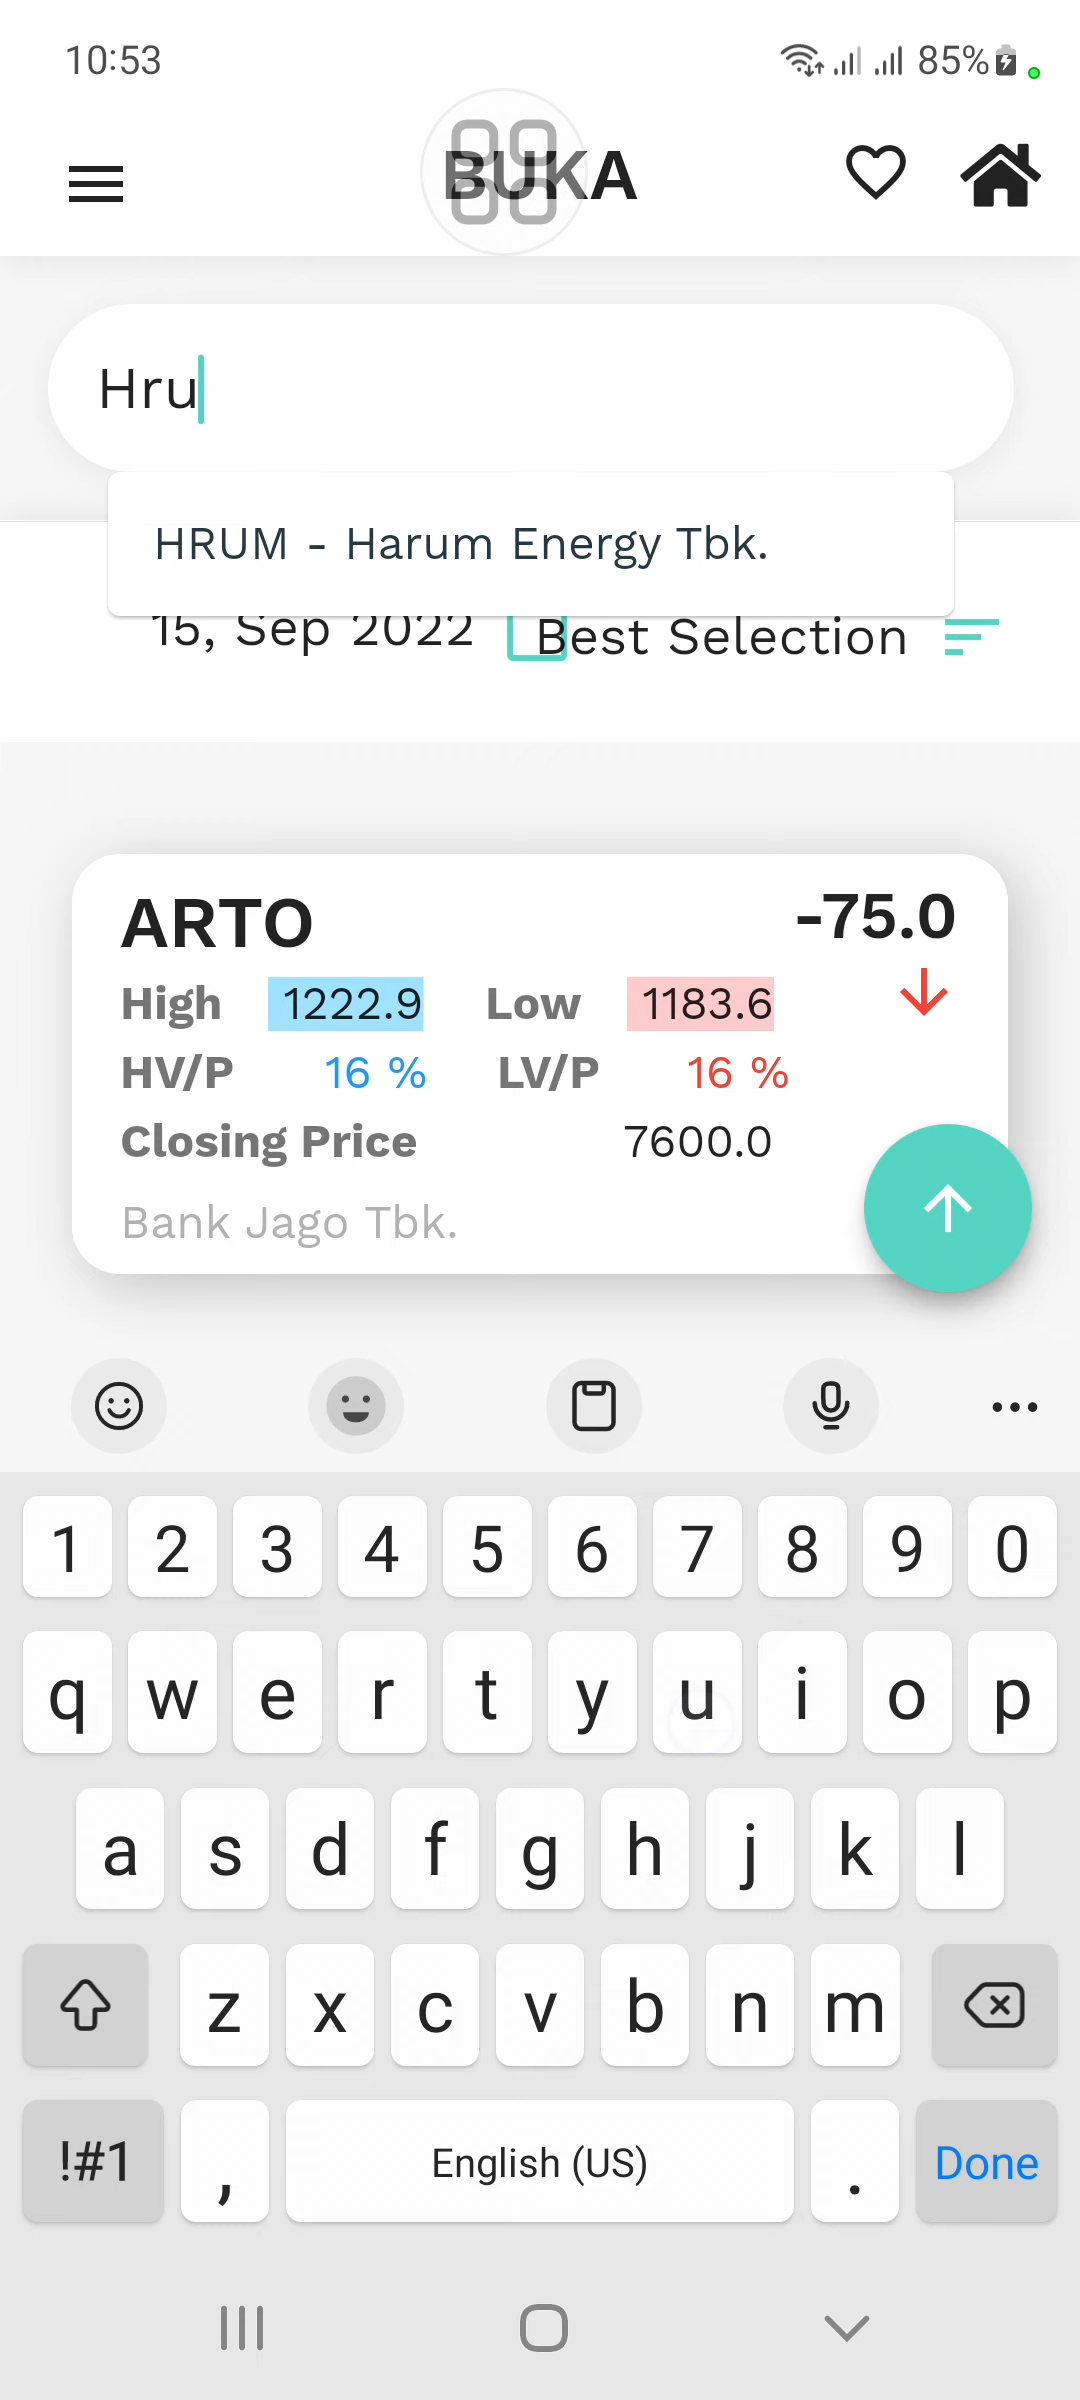 10:53
85%
BUKA
Hru
HRUM - Harum Energy Tbk.
15, Sep 2022
Best Selection
ARTO
-75.0
High 1222.9 Low 1183.6
HV/P 16 % LV/P 16 %
Closing Price 7600.0
Bank Jago Tbk.
1 2 3 4 5 6 7 8 9 0
q w e r t y u i o p
a s d f g h j k l
z x c v b n m
!#1 , English (US) . Done